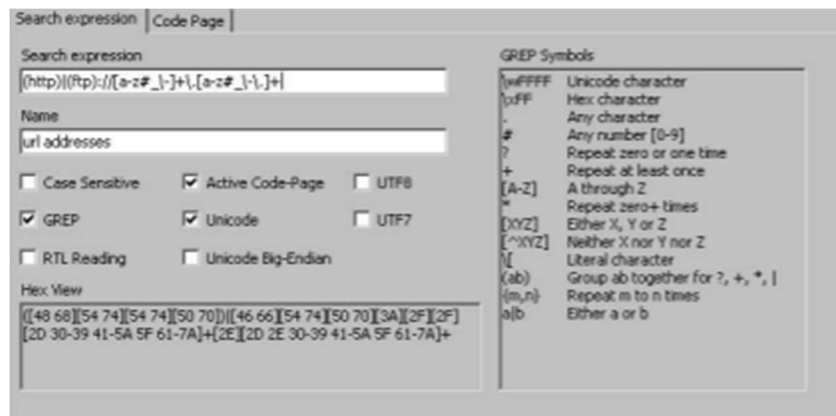 Search expression
Code Page
Search expression
(http)|(ftp)://[a-z#_\-]+\.[a-z#_\-\.]+
Name
url addresses
Case Sensitive
Active Code-Page
UTF8
GREP
Unicode
UTF7
RTL Reading
Unicode Big-Endian
Hex View
([48 68][54 74][54 74][50 70])|([46 66][54 74][50 70][3A][2F][2F]
[2D 30-39 41-5A 5F 61-7A]+[2E][2D 2E 30-39 41-5A 5F 61-7A]+
GREP Symbols
\wFFFF Unicode character
\xFF Hex character
. Any character
# Any number [0-9]
? Repeat zero or one time
+ Repeat at least once
[A-Z] A through Z
* Repeat zero+ times
[XYZ] Either X, Y or Z
[^XYZ] Neither X nor Y nor Z
\[ Literal character
(ab) Group ab together for ?, +, *, |
{m,n} Repeat m to n times
a|b Either a or b